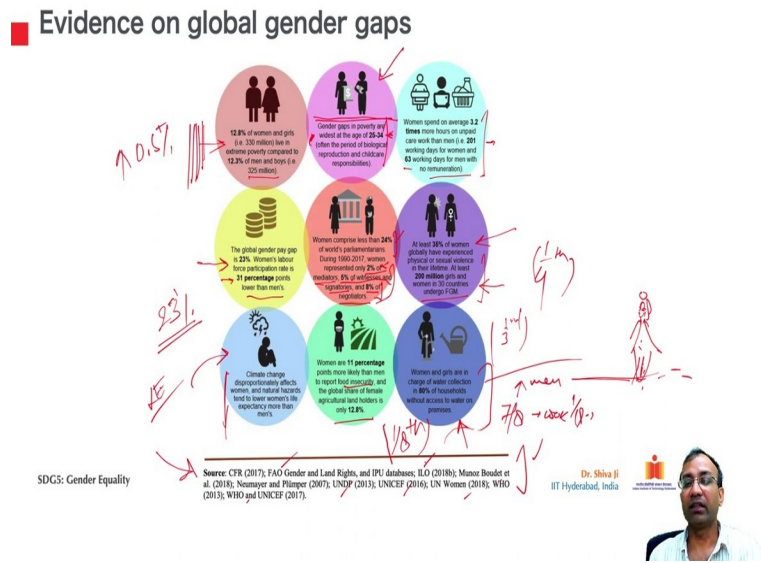 Evidence on global gender gaps
12.8% of women and girls
(i.e. 330 million) live in
extreme poverty compared to
12.3% of men and boys (i.e.
325 million).
Gender gaps in poverty are
widest at the age of 25-34
(often the period of biological
reproduction and childcare
responsibilities).
Women spend on average 3.2
times more hours on unpaid
care work than men (i.e. 201
working days for women and
63 working days for men with
no remuneration).
↑ 0.5%
The global gender pay gap
is 23%. Women's labour
force participation rate is
31 percentage points
lower than men's.
Women comprise less than 24%
of world's parliamentarians.
During 1990-2017, women
represented only 2% of
mediators, 5% of witnesses and
signatories, and 8% of
negotiators.
At least 35% of women
globally have experienced
physical or sexual violence
in their lifetime. At least
200 million girls and
women in 30 countries
undergo FGM.
23%
LE
Climate change
disproportionately affects
women, and natural hazards
tend to lower women's life
expectancy more than
men's.
Women are 11 percentage
points more likely than men
to report food insecurity, and
the global share of female
agricultural land holders is
only 12.8%.
Women and girls are in
charge of water collection
in 80% of households
without access to water on
premises.
1/3rd
men
(1/8th)
SDG5: Gender Equality
Source: CFR (2017); FAO Gender and Land Rights, and IPU databases; ILO (2018b); Munoz Boudet et
al. (2018); Neumayer and Plümper (2007); UNDP (2013); UNICEF (2016); UN Women (2018); WHO
(2013); WHO and UNICEF (2017).
Dr. Shiva Ji
IIT Hyderabad, India